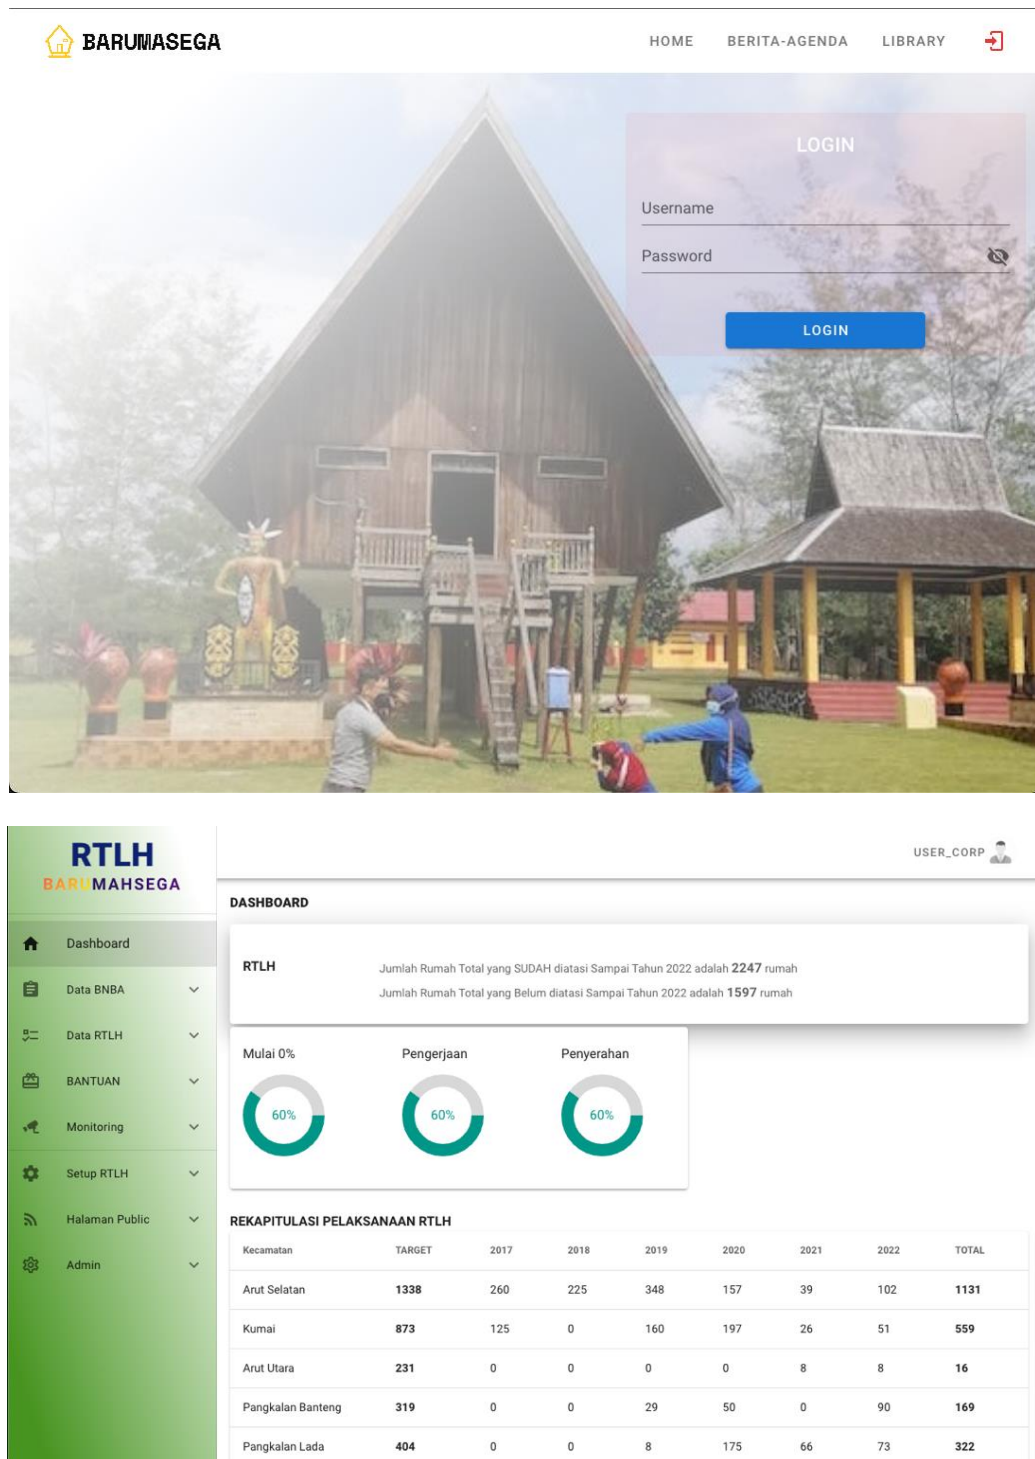 BARUMASEGA
HOME BERITA-AGENDA LIBRARY
LOGIN
Username
Password
LOGIN
RTLH
BARUMAHSEGA
USER_CORP
DASHBOARD
Dashboard
Data BNBA
Data RTLH
BANTUAN
Monitoring
Setup RTLH
Halaman Public
Admin
RTLH
Jumlah Rumah Total yang SUDAH diatasi Sampai Tahun 2022 adalah 2247 rumah
Jumlah Rumah Total yang Belum diatasi Sampai Tahun 2022 adalah 1597 rumah
Mulai 0% Pengerjaan Penyerahan
60% 60% 60%
REKAPITULASI PELAKSANAAN RTLH
Kecamatan TARGET 2017 2018 2019 2020 2021 2022 TOTAL
Arut Selatan 1338 260 225 348 157 39 102 1131
Kumai 873 125 0 160 197 26 51 559
Arut Utara 231 0 0 0 0 8 8 16
Pangkalan Banteng 319 0 0 29 50 0 90 169
Pangkalan Lada 404 0 0 8 175 66 73 322